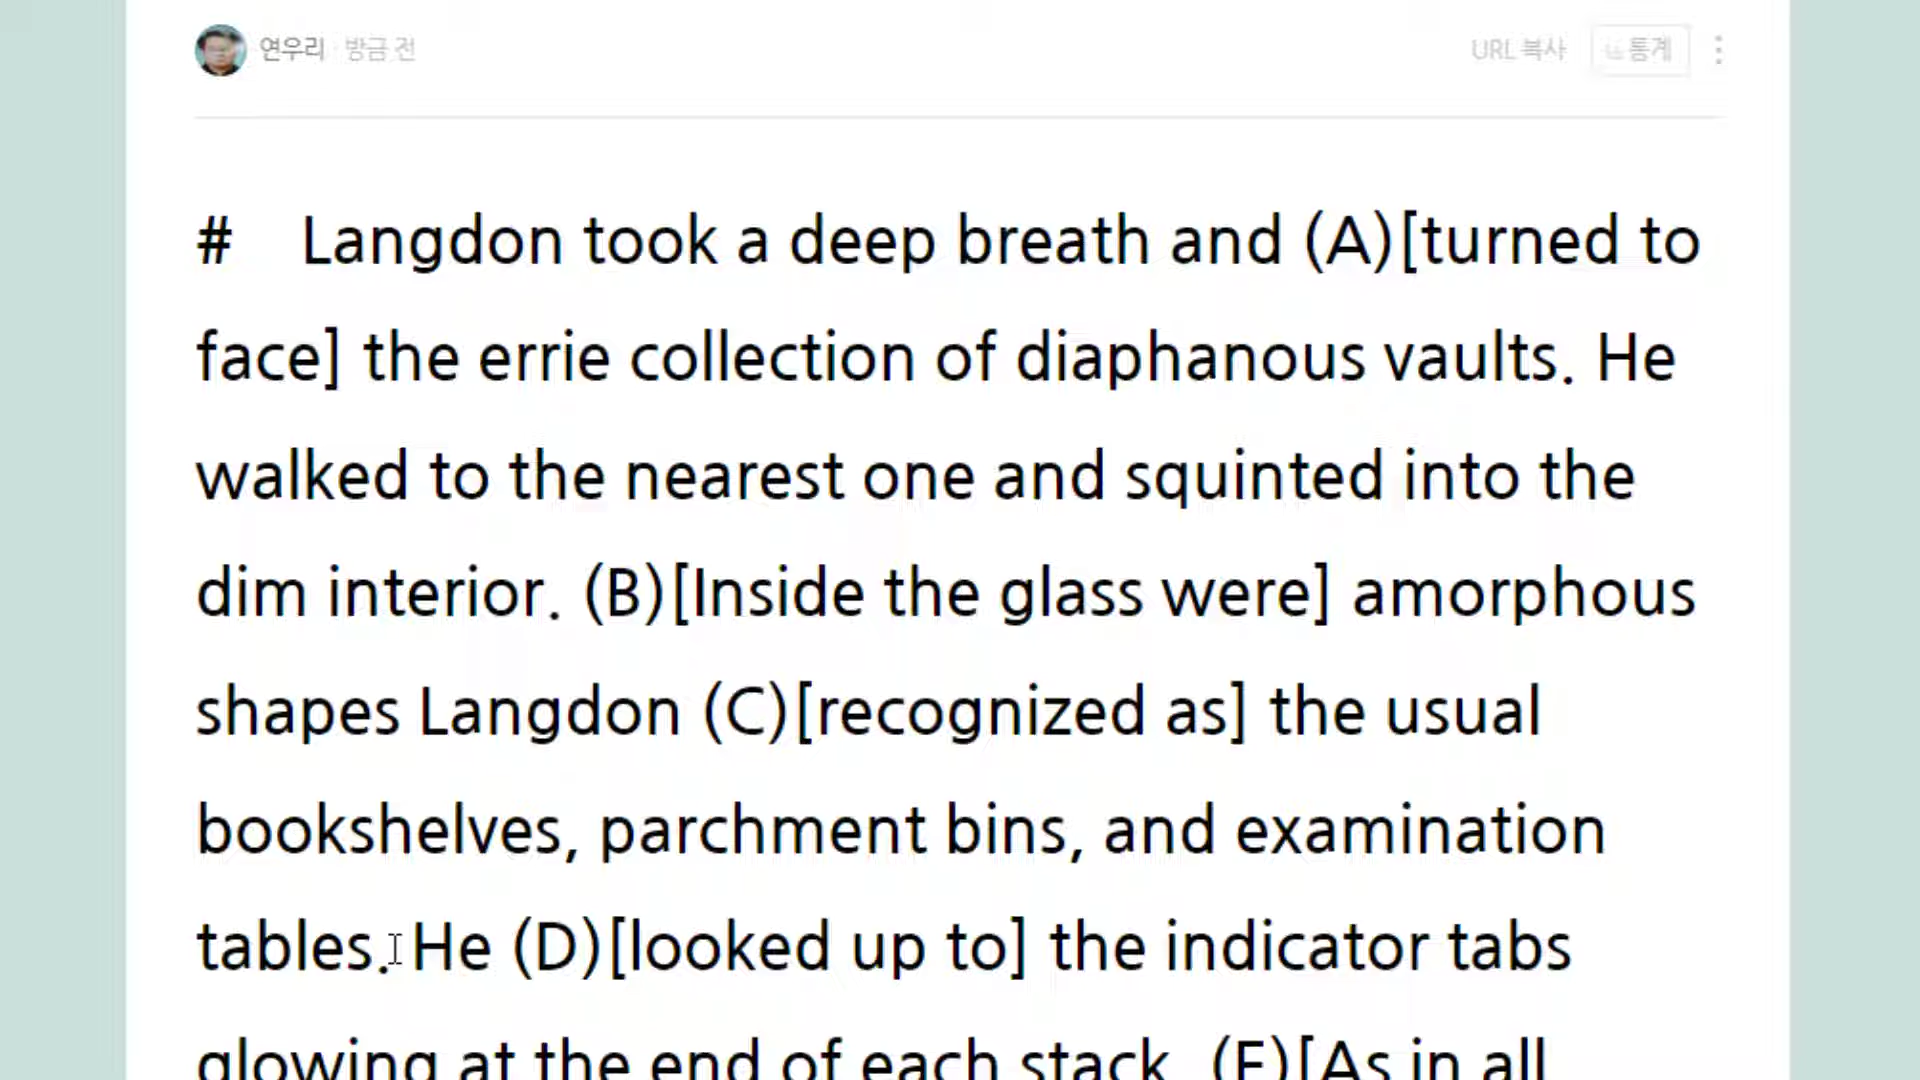 연우리 · 방금 전
URL 복사 통계
# Langdon took a deep breath and (A)[turned to
face] the errie collection of diaphanous vaults. He
walked to the nearest one and squinted into the
dim interior. (B)[Inside the glass were] amorphous
shapes Langdon (C)[recognized as] the usual
bookshelves, parchment bins, and examination
tables. He (D)[looked up to] the indicator tabs
glowing at the end of each stack. (E)[As in all